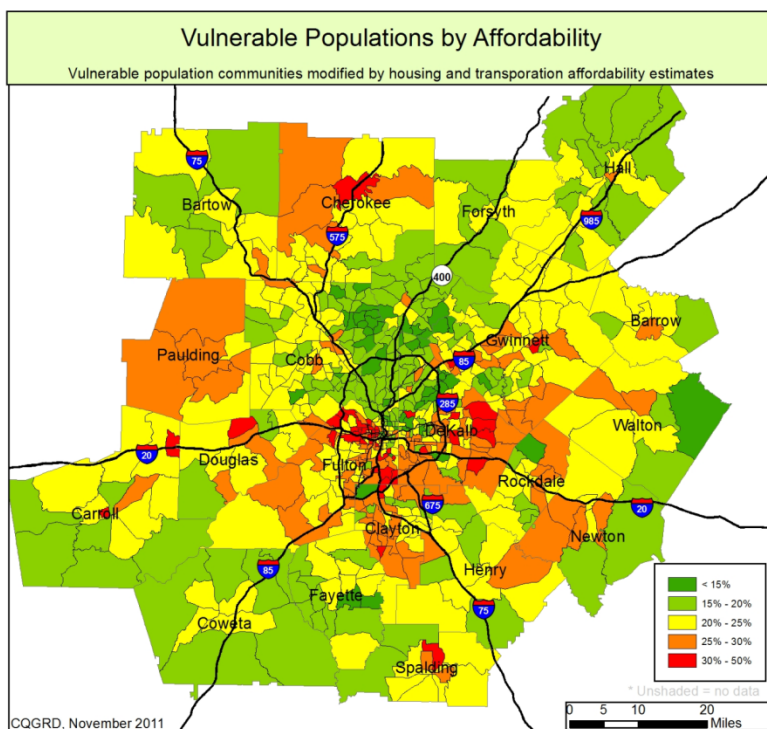 Vulnerable Populations by Affordability
Vulnerable population communities modified by housing and transporation affordability estimates
75
Hall
Bartow
Cherokee
Forsyth
985
575
400
Barrow
Gwinnett
Paulding
Cobb
85
285
Walton
DeKalb
20
Douglas
Fulton
Rockdale
Carroll
675
20
Clayton
Newton
85
Henry
Fayette
75
Coweta
Spalding
< 15%
15% - 20%
20% - 25%
25% - 30%
30% - 50%
* Unshaded = no data
0 5 10 20
Miles
CQGRD, November 2011